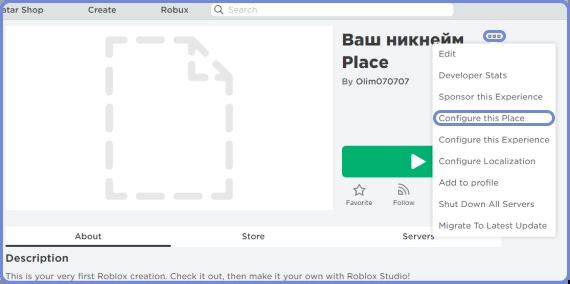 atar Shop
Create
Robux
Search
Ваш никнейм
Place
By Olim070707
Edit
Developer Stats
Sponsor this Experience
Configure this Place
Configure this Experience
Configure Localization
Add to profile
Shut Down All Servers
Migrate To Latest Update
Favorite
Follow
About
Store
Servers
Description
This is your very first Roblox creation. Check it out, then make it your own with Roblox Studio!